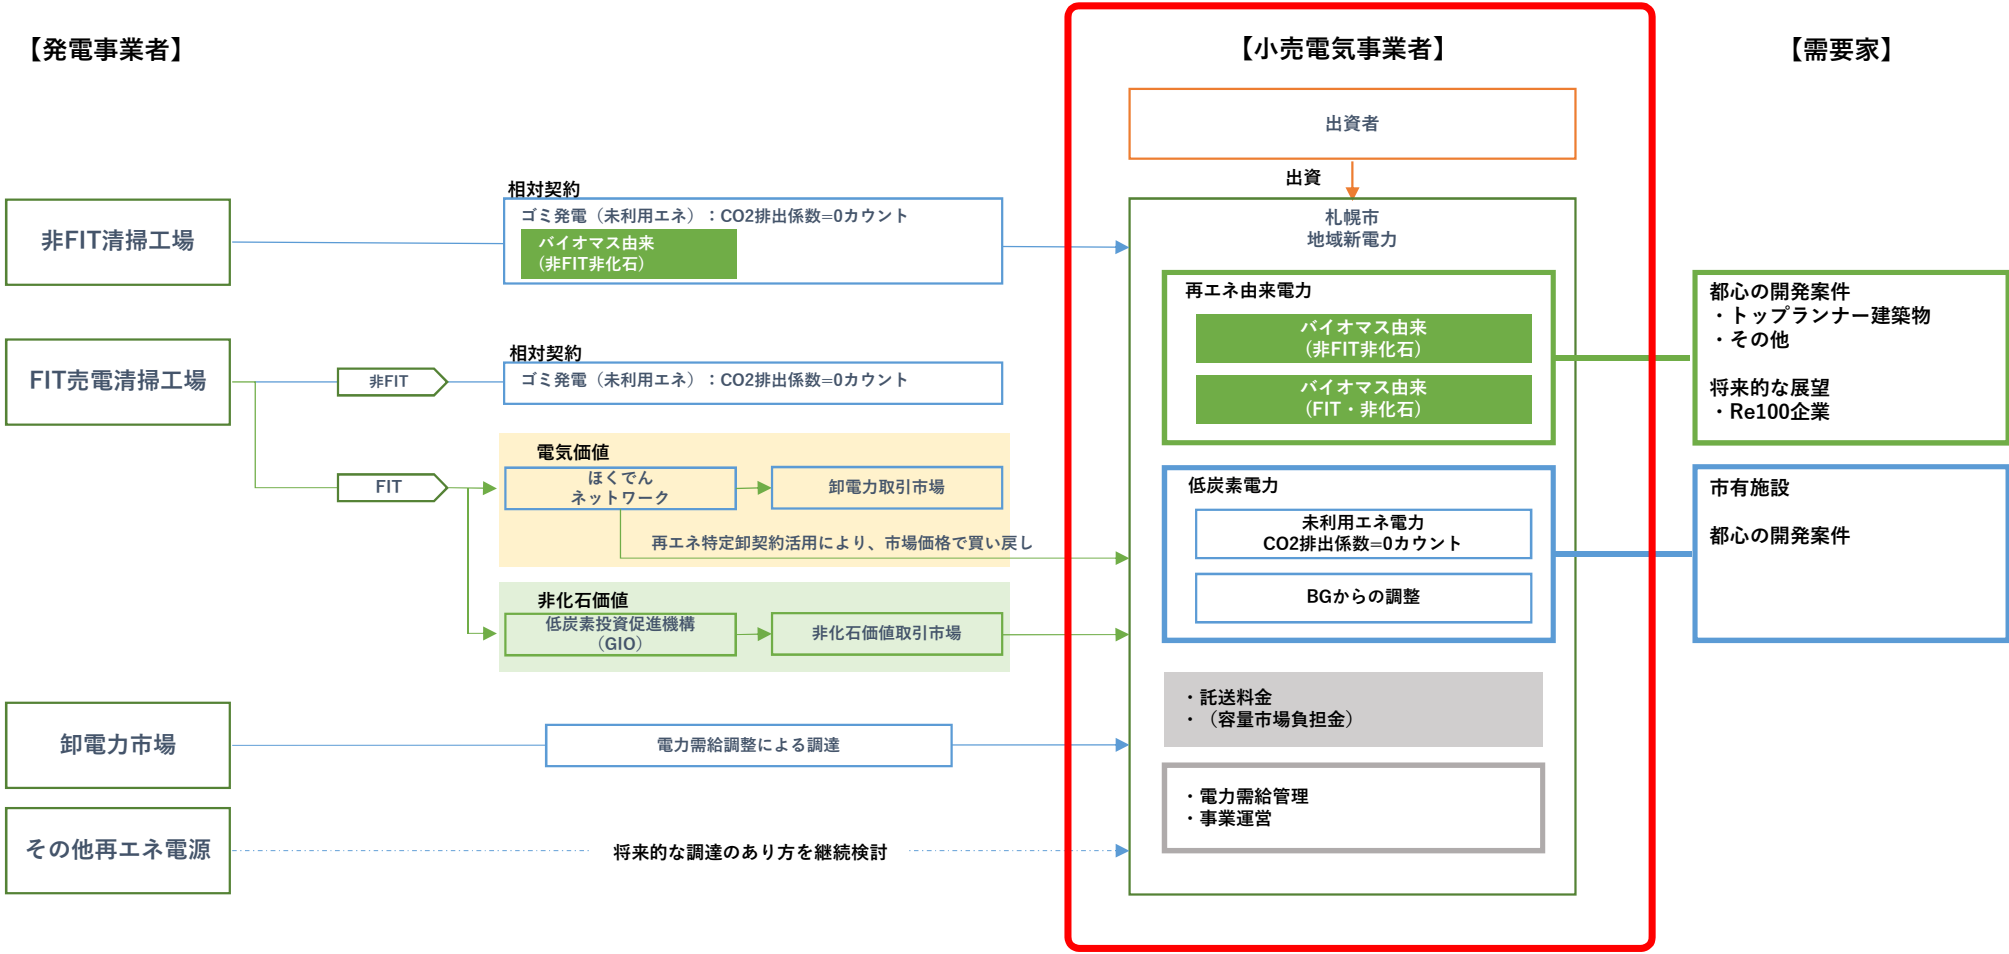 【発電事業者】
【小売電気事業者】
【需要家】
出資者
出資
札幌市
地域新電力
非FIT清掃工場
相対契約
ゴミ発電（未利用エネ）：CO2排出係数=0カウント
バイオマス由来
（非FIT非化石）
FIT売電清掃工場
非FIT
相対契約
ゴミ発電（未利用エネ）：CO2排出係数=0カウント
FIT
電気価値
ほくでん
ネットワーク
卸電力取引市場
再エネ特定卸契約活用により、市場価格で買い戻し
非化石価値
低炭素投資促進機構
（GIO）
非化石価値取引市場
卸電力市場
電力需給調整による調達
その他再エネ電源
将来的な調達のあり方を継続検討
再エネ由来電力
バイオマス由来
（非FIT非化石）
バイオマス由来
（FIT・非化石）
低炭素電力
未利用エネ電力
CO2排出係数=0カウント
BGからの調整
・託送料金
・（容量市場負担金）
・電力需給管理
・事業運営
都心の開発案件
・トップランナー建築物
・その他
将来的な展望
・Re100企業
市有施設
都心の開発案件